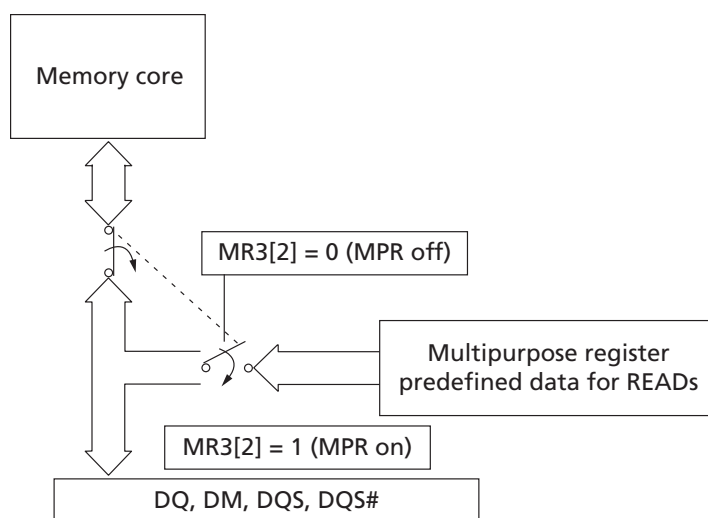 Memory core
MR3[2] = 0 (MPR off)
Multipurpose register
predefined data for READs
MR3[2] = 1 (MPR on)
DQ, DM, DQS, DQS#